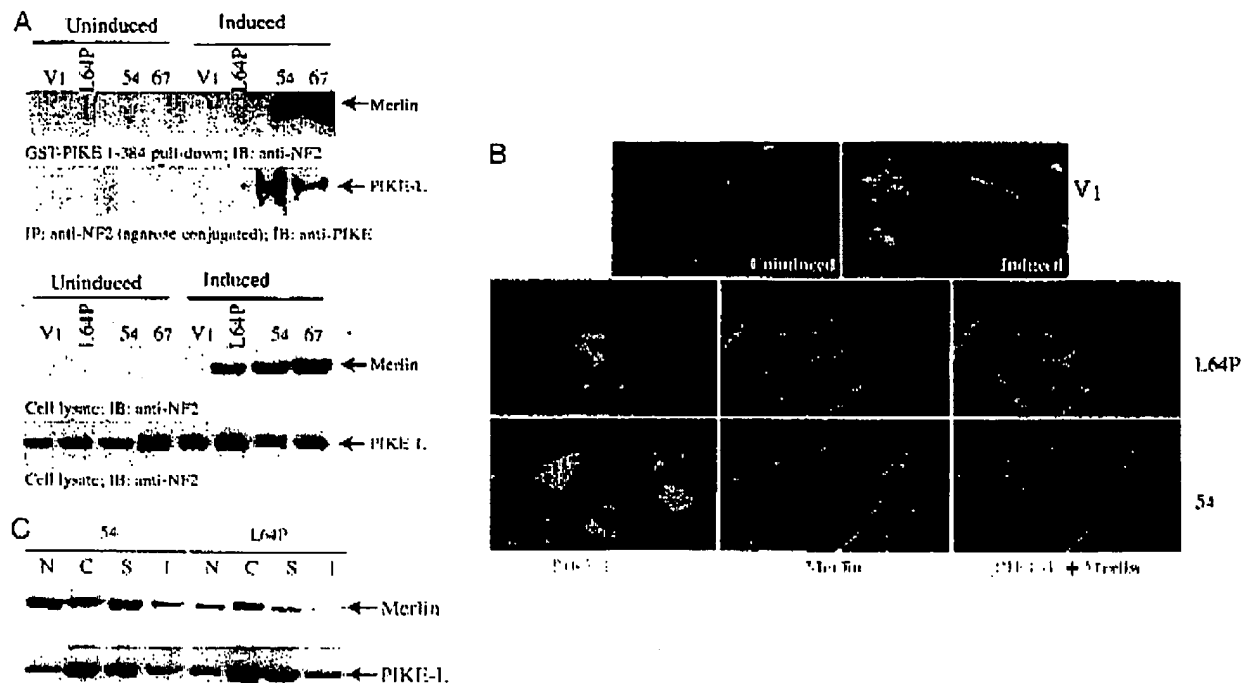 A
Uninduced Induced
V1 L64P 54 67 V1 L64P 54 67
Merlin
GST-PIKE 1-384 pull-down; IB: anti-NF2
PIKE-L
IP: anti-NF2 (agarose conjugated); IB: anti-PIKE
Uninduced Induced
V1 L64P 54 67 V1 L64P 54 67
Merlin
Cell lysate; IB: anti-NF2
PIKE-L
Cell lysate; IB: anti-NF2
C
54 L64P
N C S I N C S I
Merlin
PIKE-L
B
V1
Uninduced Induced
L64P
54
Merlin
+ Merlin